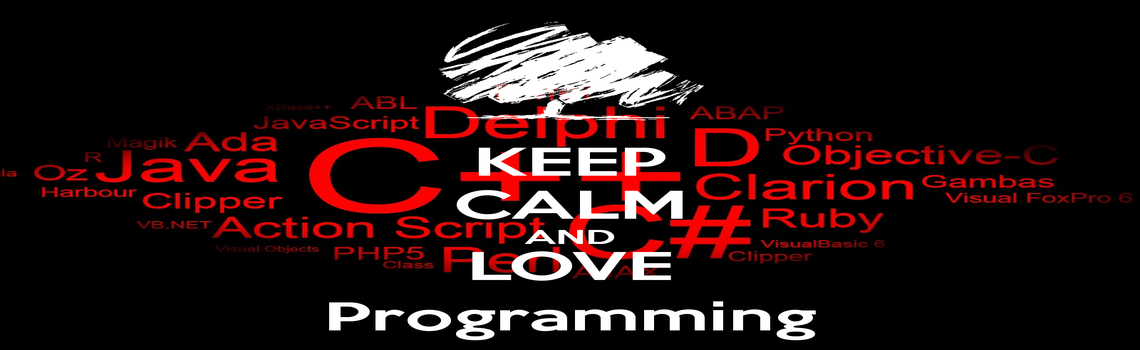 XBase++ ABL
JavaScript Delphi ABAP
Magik Ada C++ D Python
R Java KEEP Objective-C
la Oz Clarion Gambas
Harbour Clipper CALM Visual FoxPro 6
VB.NET Action Script AND C# Ruby
Visual Objects PHP5 Perl VisualBasic 6
Class LOVE Clipper
Programming